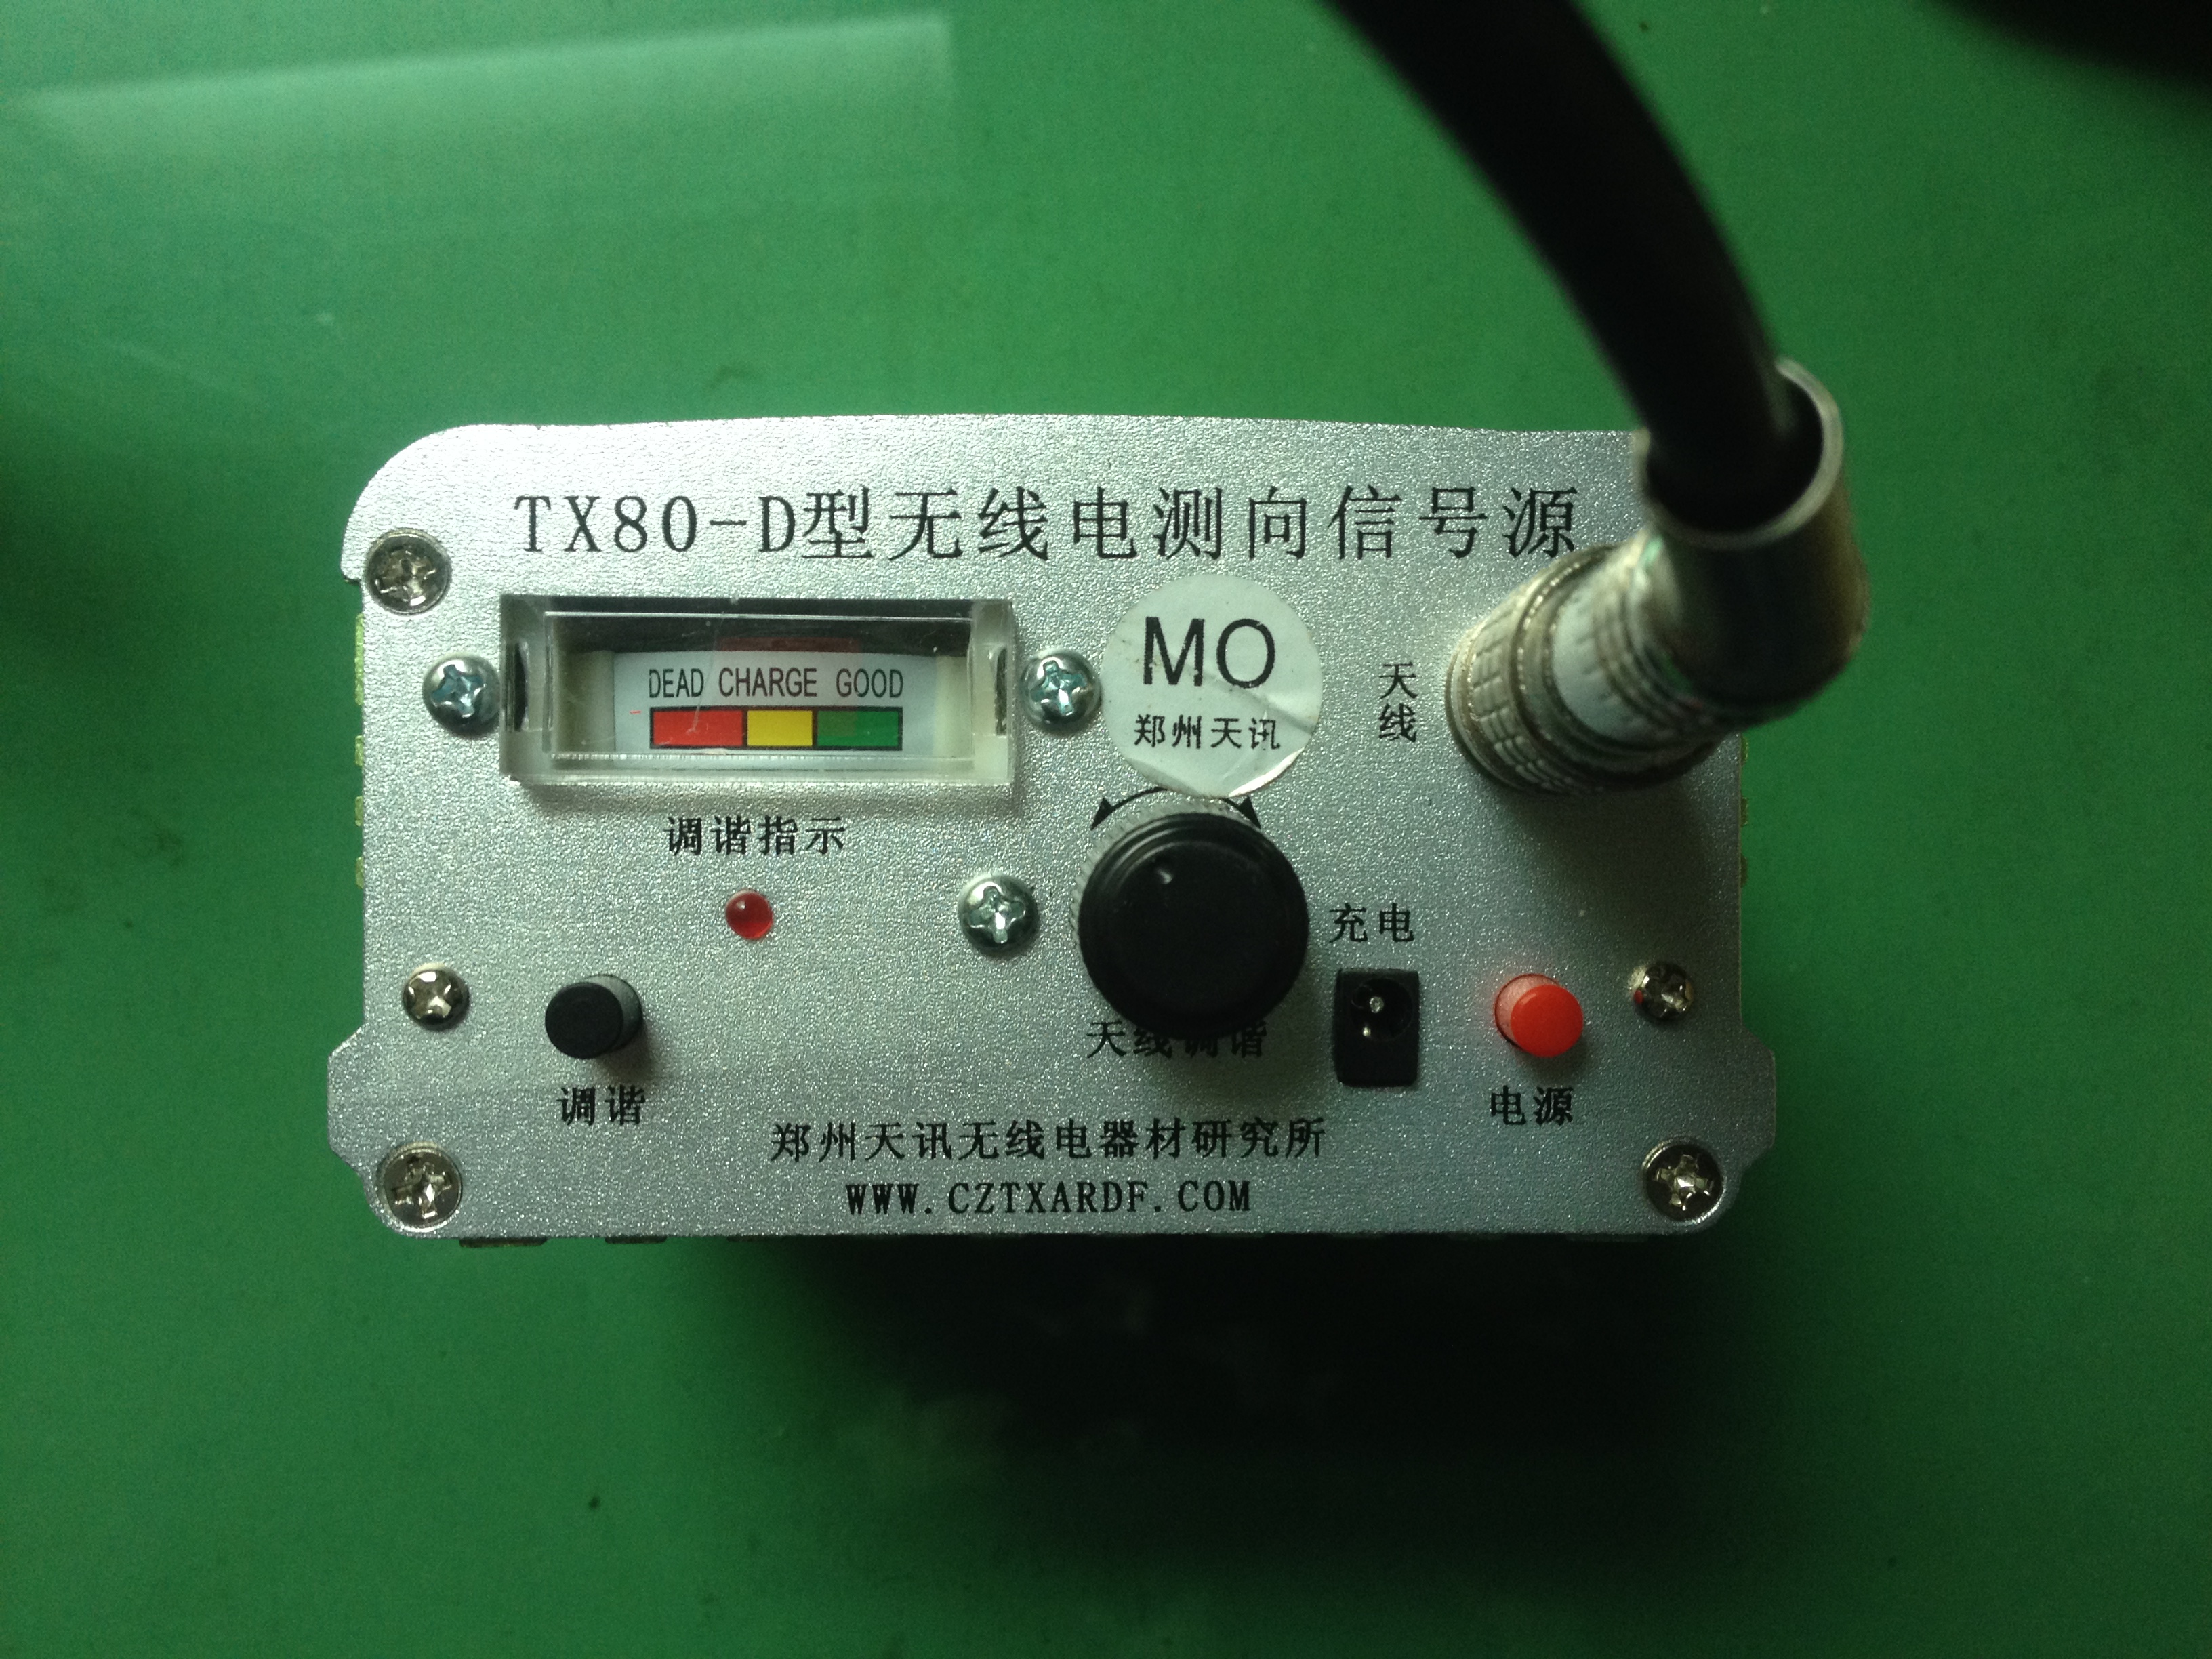 TX80-D型无线电测向信号源
DEAD CHARGE GOOD
MO
郑州天讯
天线
调谐指示
充电
天线调谐
调谐
电源
郑州天讯无线电器材研究所
WWW.CZTXARDF.COM